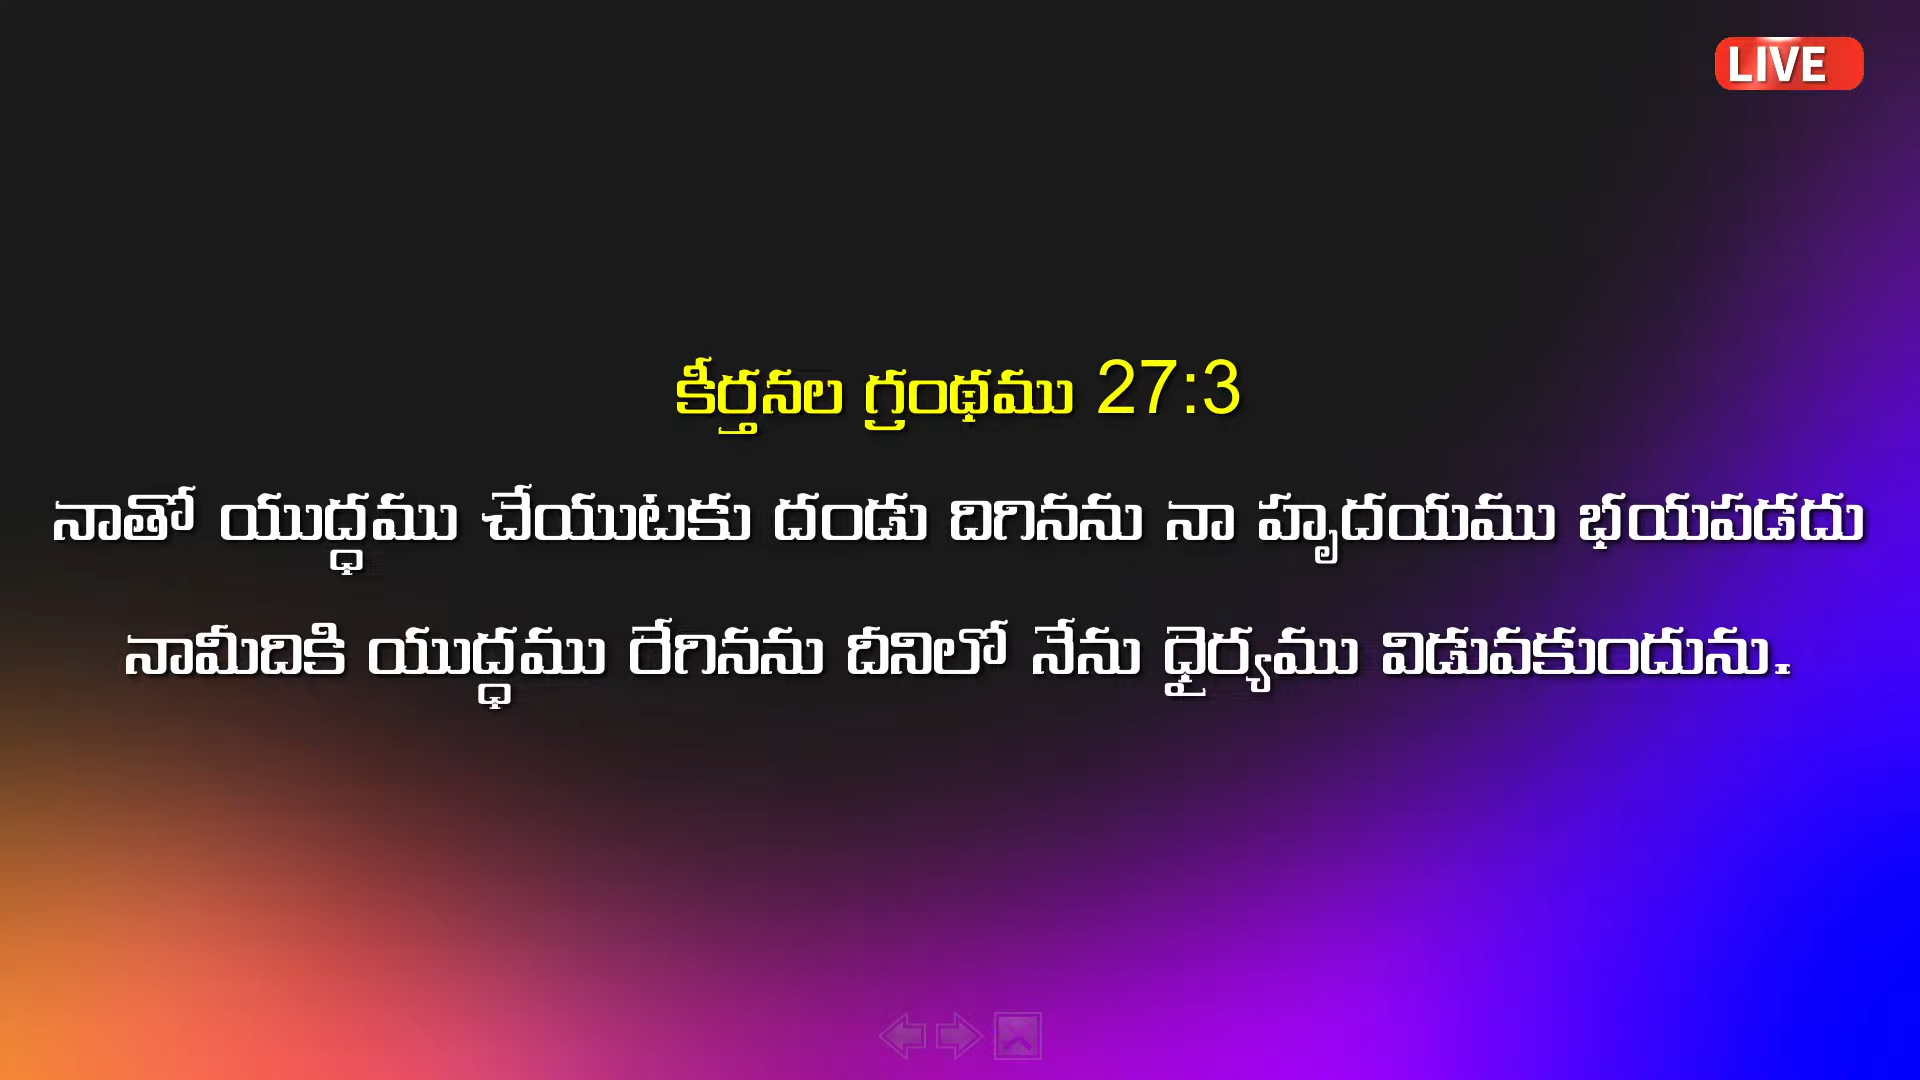 LIVE
కీర్తనల గ్రంథము 27:3
నాతో యుద్ధము చేయుటకు దండు దిగినను నా హృదయము భయపడదు
నామీదికి యుద్ధము రేగినను దీనిలో నేను ధైర్యము విడువకుందును.